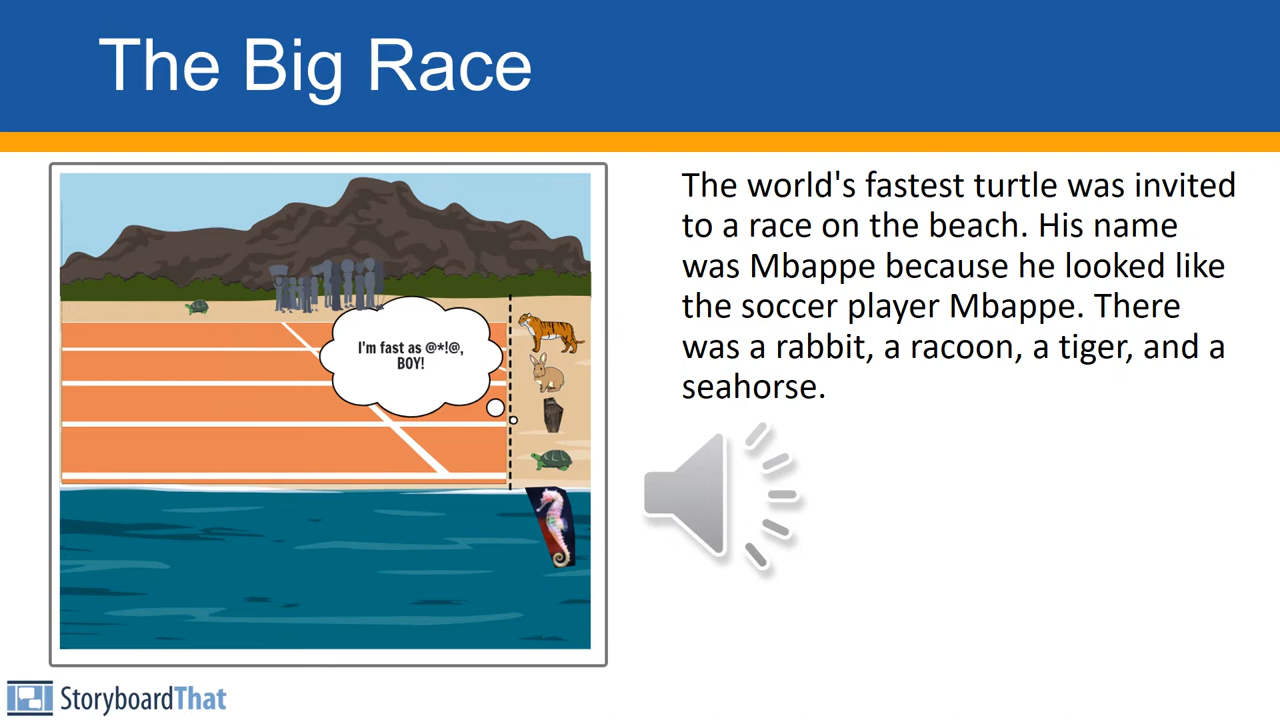 The Big Race
The world's fastest turtle was invited
to a race on the beach. His name
was Mbappe because he looked like
the soccer player Mbappe. There
was a rabbit, a racoon, a tiger, and a
seahorse.
I'm fast as @*!@,
BOY!
StoryboardThat